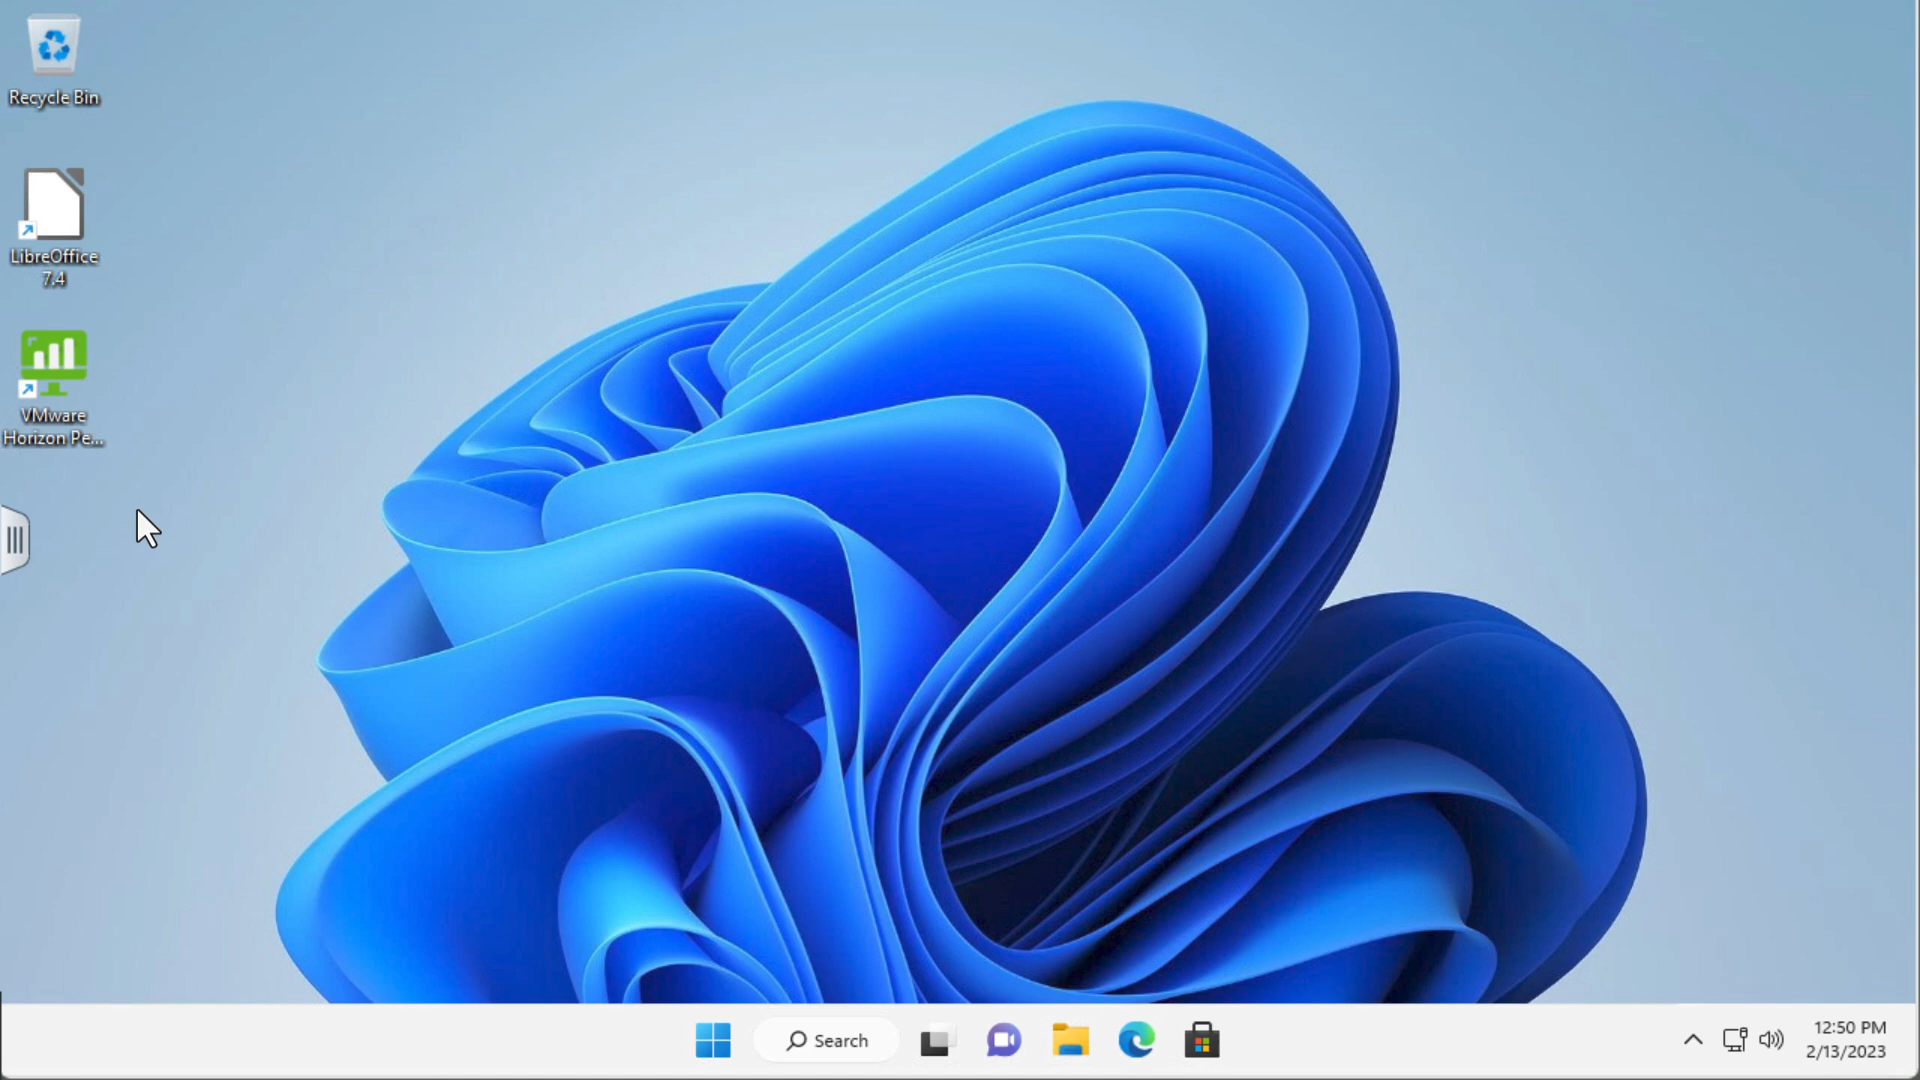 Recycle Bin
LibreOffice
7.4
VMware
Horizon Pe...
Search
12:50 PM
2/13/2023